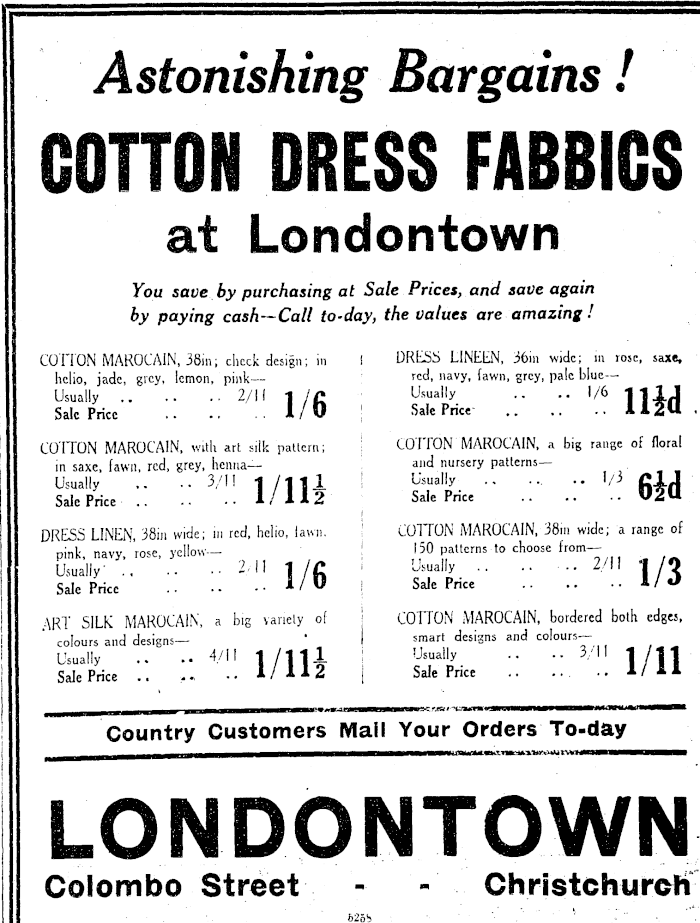 Astonishing Bargains !
COTTON DRESS FABBICS
at Londontown
You save by purchasing at Sale Prices, and save again
by paying cash--Call to-day, the values are amazing !
COTTON MAROCAIN, 38in; check design; in
helio, jade, grey, lemon, pink—
Usually .. .. .. 2/11
Sale Price .. .. .. 1/6
COTTON MAROCAIN, with art silk pattern;
in saxe, fawn, red, grey, henna—
Usually .. .. 3/11
Sale Price .. .. .. 1/11½
DRESS LINEN, 38in wide; in red, helio, fawn.
pink, navy, rose, yellow—
Usually .. .. .. 2/11
Sale Price .. .. .. 1/6
ART SILK MAROCAIN, a big variety of
colours and designs—
Usually .. .. 4/11
Sale Price .. .. .. 1/11½
DRESS LINEEN, 36in wide; in rose, saxe,
red, navy, fawn, grey, pale blue—
Usually .. .. 1/6
Sale Price .. .. .. 11½d
COTTON MAROCAIN, a big range of floral
and nursery patterns—
Usually .. .. .. 1/3
Sale Price .. .. .. 6½d
COTTON MAROCAIN, 38in wide; a range of
150 patterns to choose from—
Usually .. .. .. 2/11
Sale Price .. .. .. 1/3
COTTON MAROCAIN, bordered both edges,
smart designs and colours—
Usually .. .. 3/11
Sale Price .. .. .. 1/11
Country Customers Mail Your Orders To-day
LONDONTOWN
Colombo Street - - Christchurch